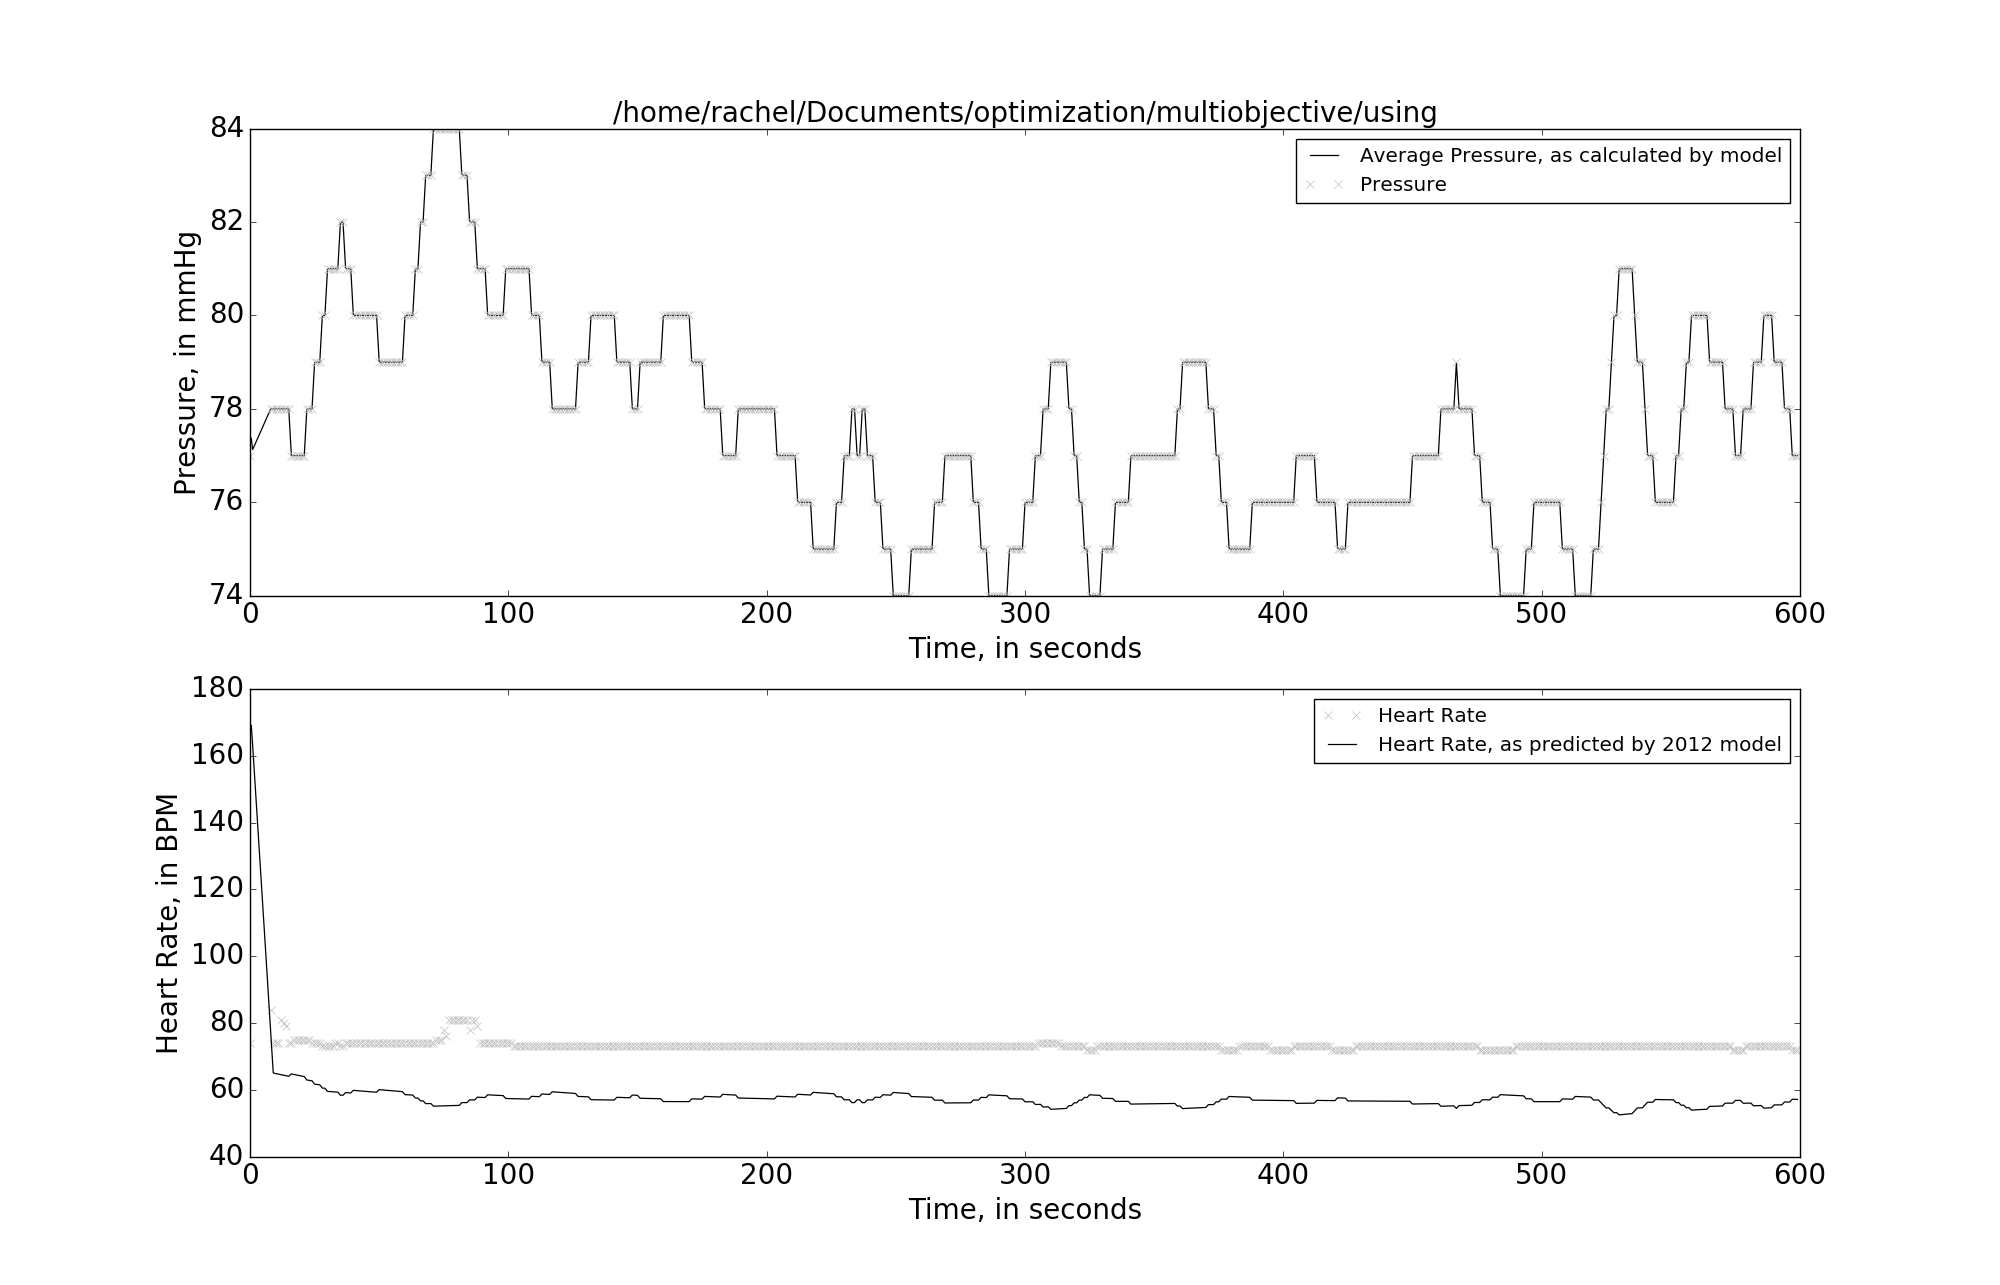 /home/rachel/Documents/optimization/multiobjective/using
84
82
80
78
76
74
Pressure, in mmHg
Average Pressure, as calculated by model
Pressure
0 100 200 300 400 500 600
Time, in seconds
180
160
140
120
100
80
60
40
Heart Rate, in BPM
Heart Rate
Heart Rate, as predicted by 2012 model
0 100 200 300 400 500 600
Time, in seconds